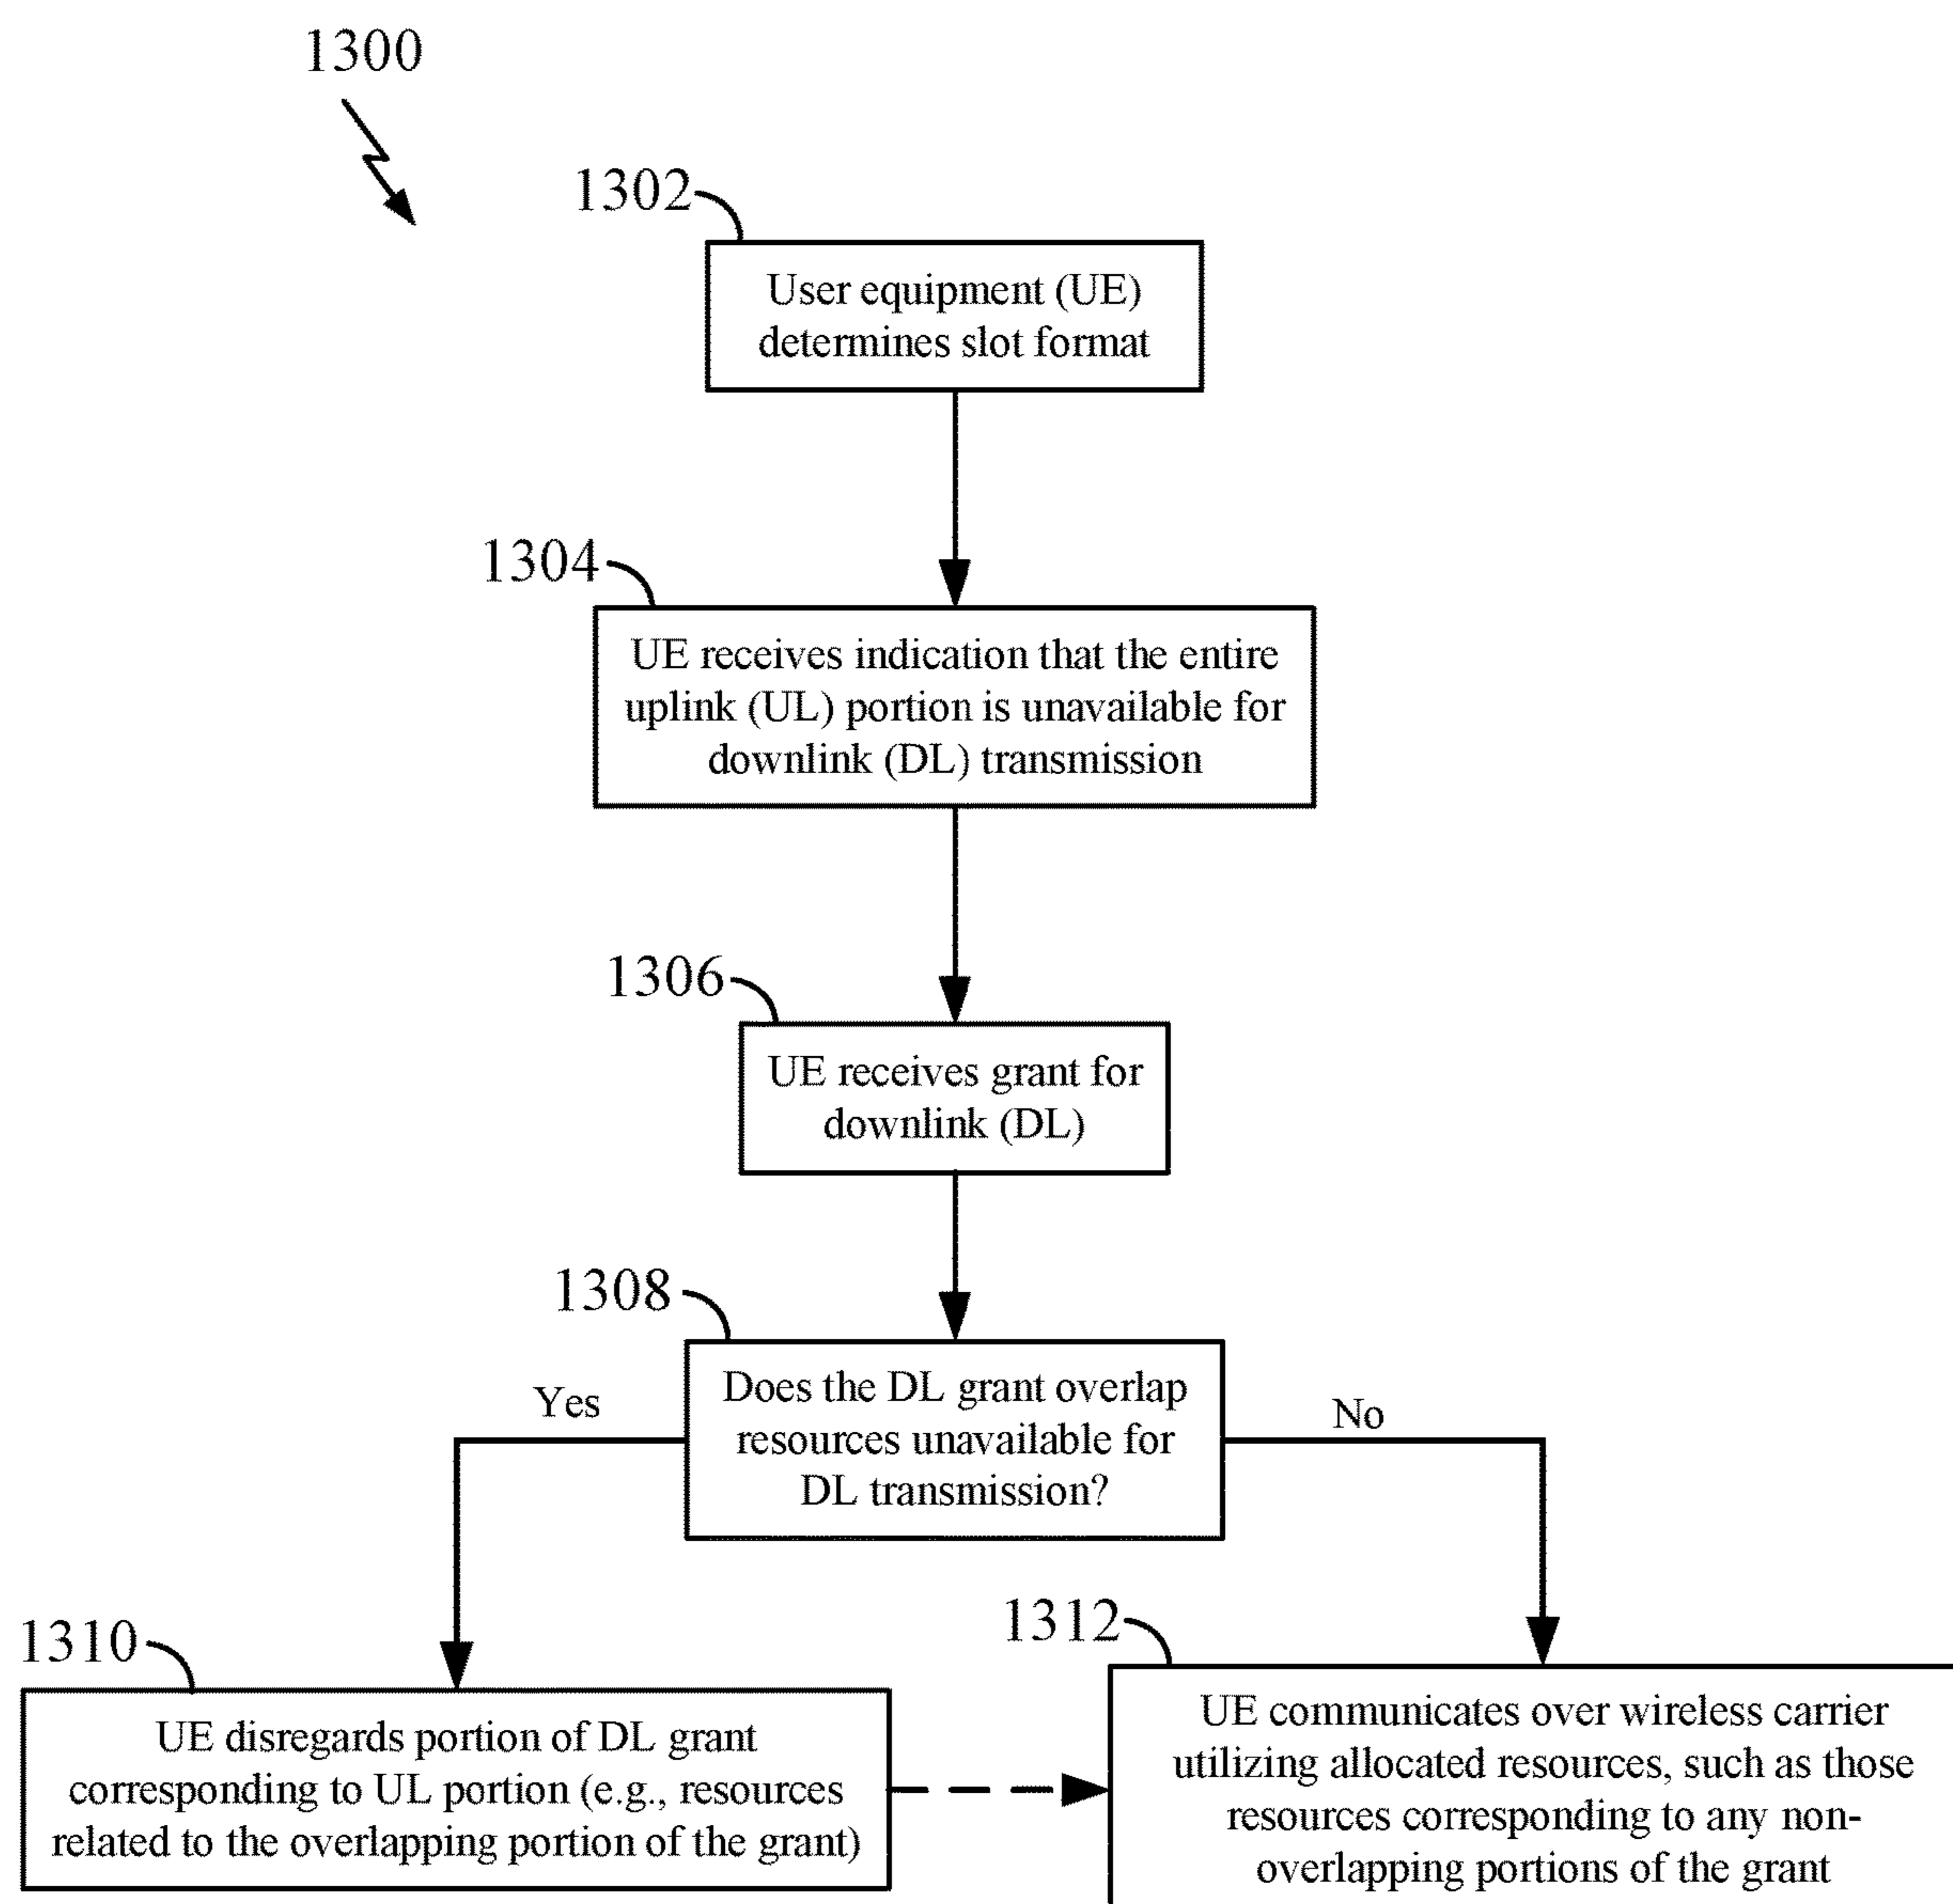 1300
1302
User equipment (UE)
determines slot format
1304
UE receives indication that the entire
uplink (UL) portion is unavailable for
downlink (DL) transmission
1306
UE receives grant for
downlink (DL)
1308
Does the DL grant overlap
resources unavailable for
DL transmission?
Yes
No
1310
UE disregards portion of DL grant
corresponding to UL portion (e.g., resources
related to the overlapping portion of the grant)
1312
UE communicates over wireless carrier
utilizing allocated resources, such as those
resources corresponding to any non-
overlapping portions of the grant